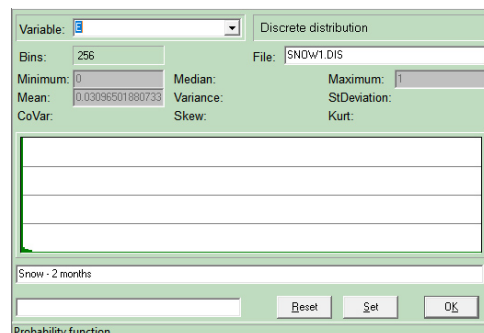 Variable: E Discrete distribution
Bins: 256 File: SNOW1.DIS
Minimum: 0 Median: Maximum: 1
Mean: 0.03096501880733 Variance: StDeviation:
CoVar: Skew: Kurt:
Snow - 2 months
Reset Set OK
Probability function